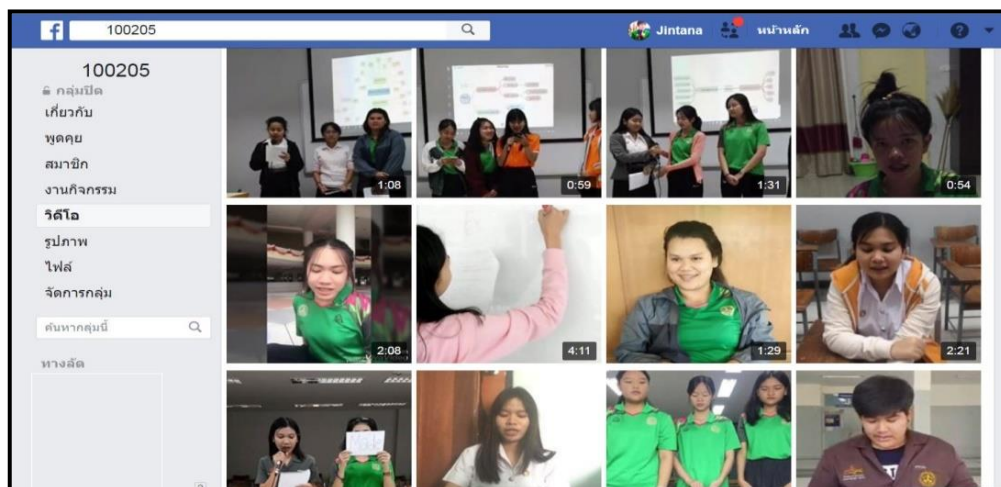 f
100205
Jintana
หน้าหลัก
?
100205
กลุ่มปิด
เกี่ยวกับ
พูดคุย
สมาชิก
งานกิจกรรม
วิดีโอ
รูปภาพ
ไฟล์
จัดการกลุ่ม
ค้นหากลุ่มนี้
ทางลัด
1:08
0:59
1:31
0:54
2:08
4:11
1:29
2:21